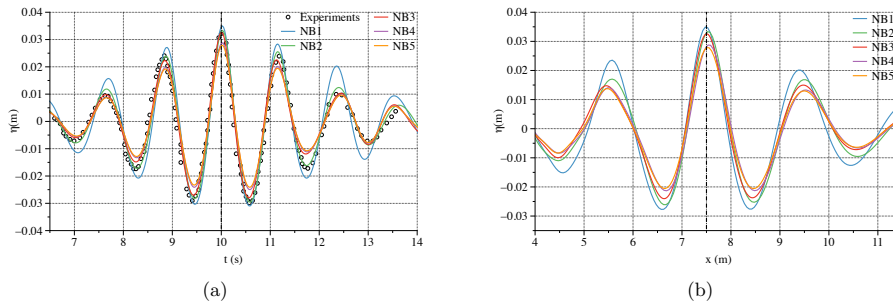 0.04
0.03
0.02
0.01
0
−0.01
−0.02
−0.03
−0.04
η(m)
7 8 9 10 11 12 13 14
t (s)
Experiments
NB1
NB2
NB3
NB4
NB5
(a)
0.04
0.03
0.02
0.01
0
−0.01
−0.02
−0.03
η(m)
4 5 6 7 8 9 10 11
x (m)
NB1
NB2
NB3
NB4
NB5
(b)